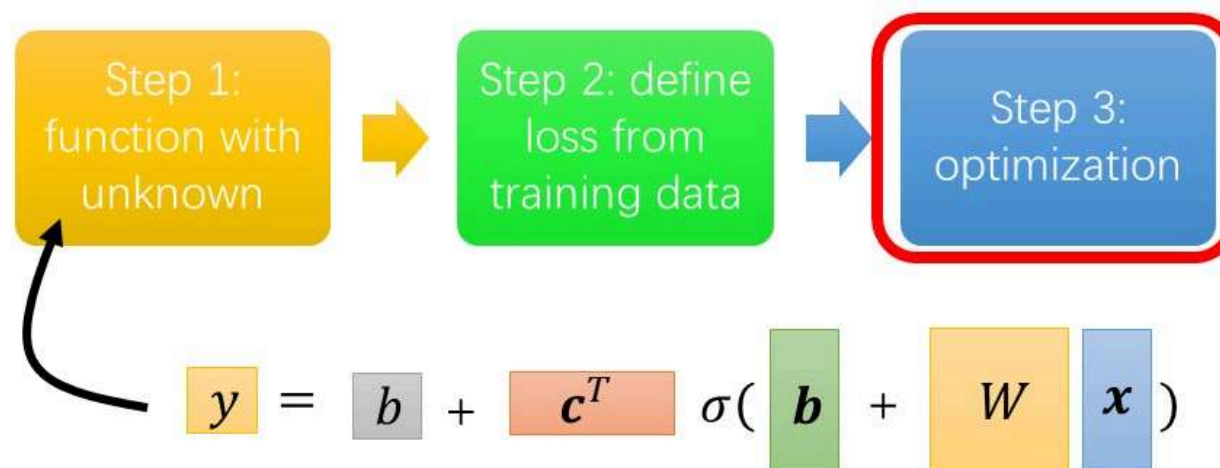 Step 1:
function with
unknown
Step 2: define
loss from
training data
Step 3:
optimization
y = b + c^T σ( b + W x )